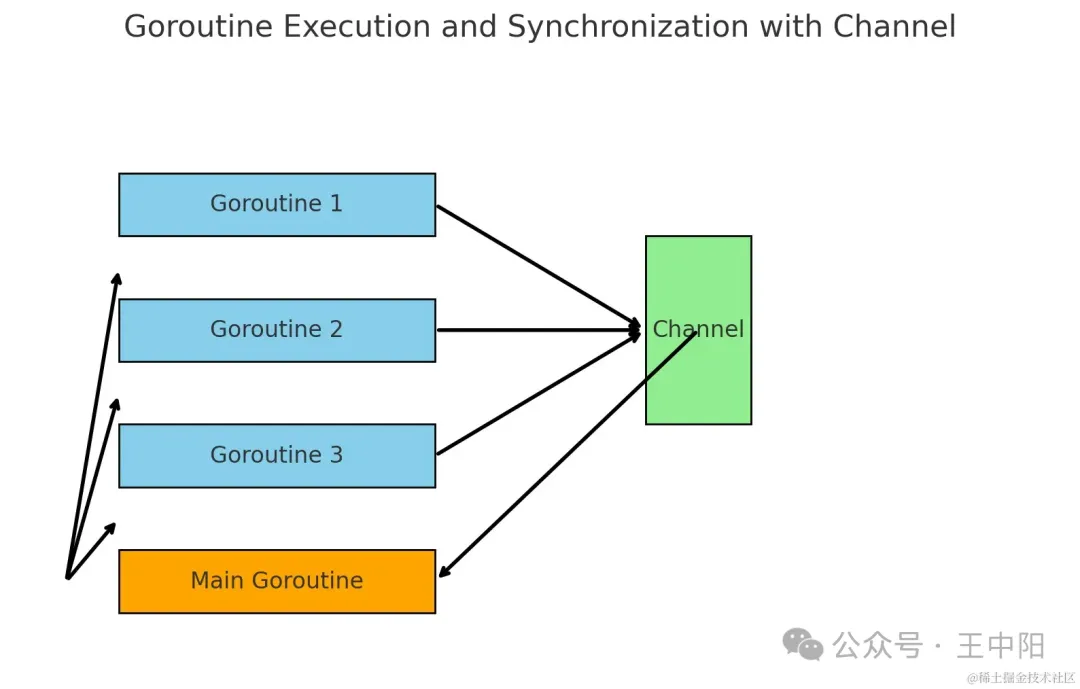 Goroutine Execution and Synchronization with Channel
Goroutine 1
Goroutine 2
Channel
Goroutine 3
Main Goroutine
公众号 · 王中阳
@稀土掘金技术社区